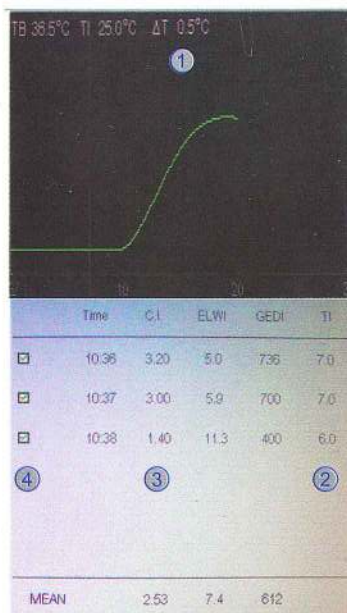 TB 36.5°C TI 25.0°C ΔT 0.5°C
1
10 20
Time C.I. ELWI GEDI TI
10:36 3.20 5.0 736 7.0
10:37 3.00 5.9 700 7.0
10:38 1.40 11.3 400 6.0
4 3 2
MEAN 2.53 7.4 612